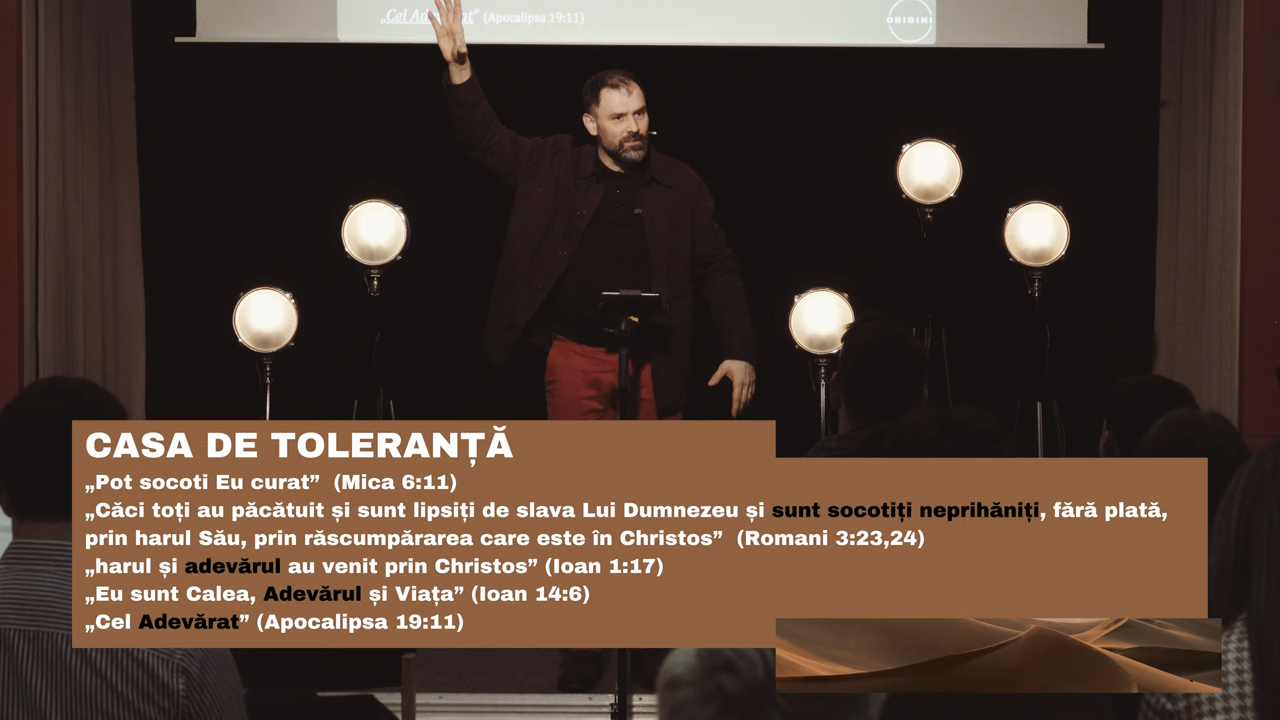 „Cel Ad at” (Apocalipsa 19:11)
ORIGINI
CASA DE TOLERANȚĂ
„Pot socoti Eu curat” (Mica 6:11)
„Căci toți au păcătuit și sunt lipsiți de slava Lui Dumnezeu și sunt socotiți neprihăniți, fără plată,
prin harul Său, prin răscumpărarea care este în Christos” (Romani 3:23,24)
„harul și adevărul au venit prin Christos” (Ioan 1:17)
„Eu sunt Calea, Adevărul și Viața” (Ioan 14:6)
„Cel Adevărat” (Apocalipsa 19:11)